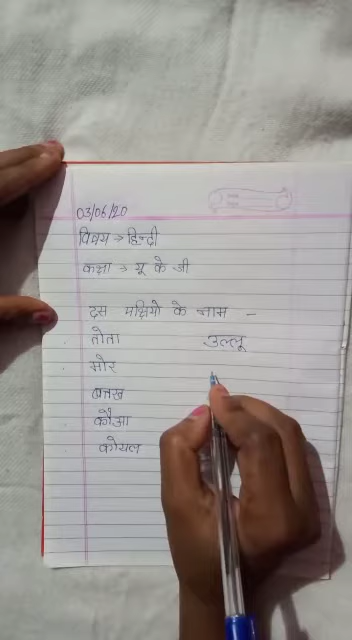 03/06/20
विषय → हिन्दी
कक्षा → यू के जी
दस पक्षियो के नाम -
तोता उल्लू
मोर
बत्तख
कौआ
कोयल